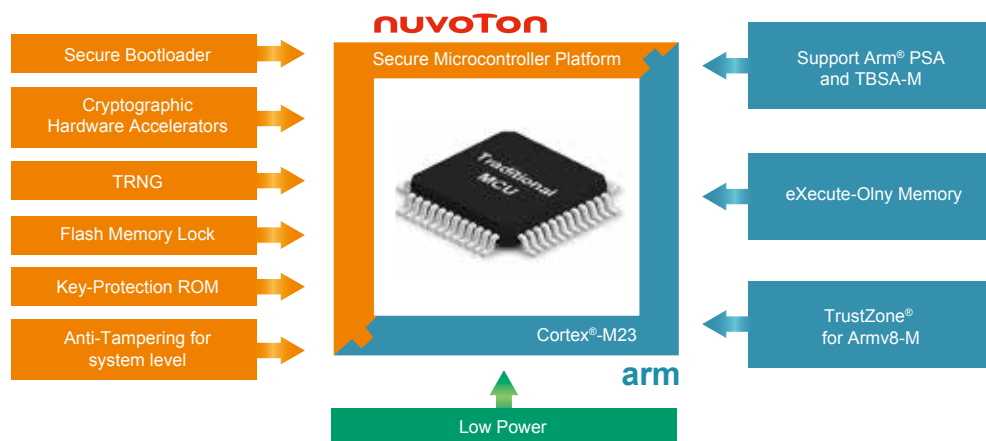 nuvoTon
Secure Bootloader
Cryptographic
Hardware Accelerators
TRNG
Flash Memory Lock
Key-Protection ROM
Anti-Tampering for
system level
Secure Microcontroller Platform
Traditional
MCU
Cortex®-M23
arm
Support Arm® PSA
and TBSA-M
eXecute-Olny Memory
TrustZone®
for Armv8-M
Low Power